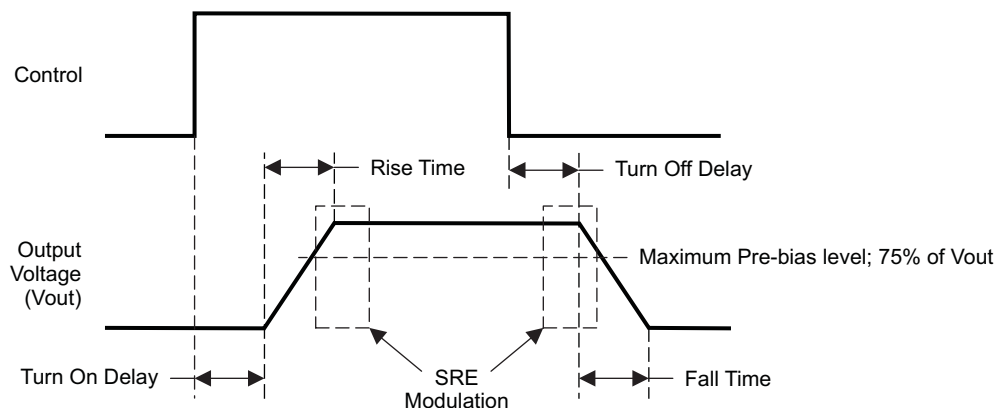 Control
Rise Time
Turn Off Delay
Output
Voltage
(Vout)
Maximum Pre-bias level; 75% of Vout
Turn On Delay
SRE
Modulation
Fall Time